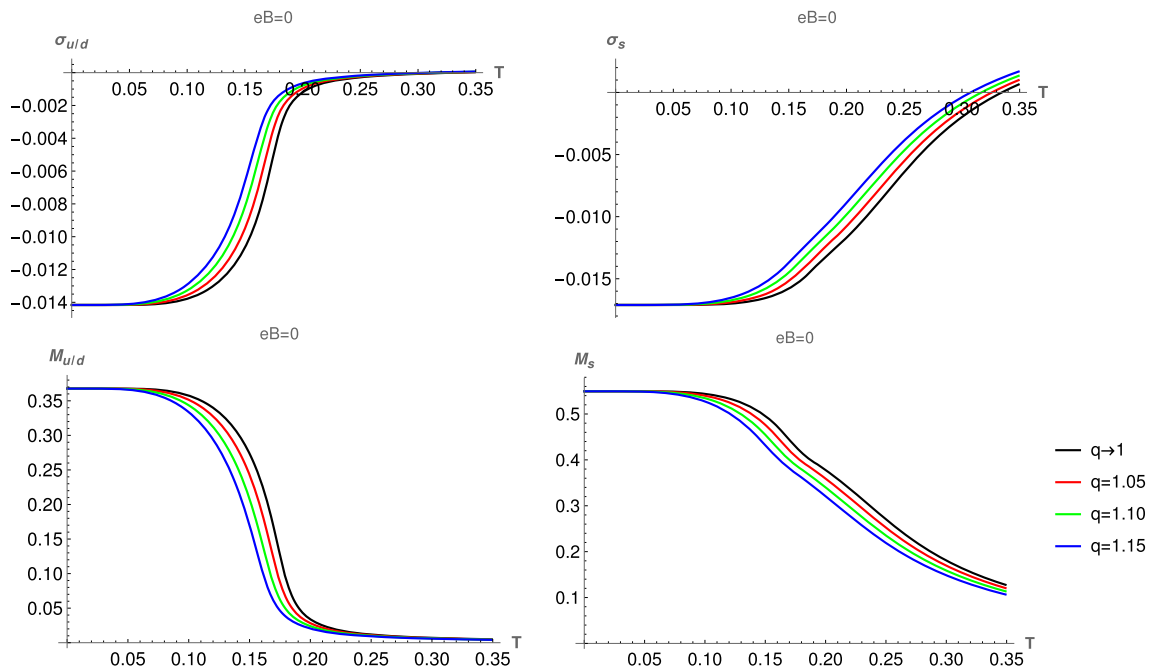 eB=0
σu/d
T
0.05 0.10 0.15 0.20 0.25 0.30 0.35
−0.002
−0.004
−0.006
−0.008
−0.010
−0.012
−0.014
eB=0
σs
T
0.05 0.10 0.15 0.20 0.25 0.30 0.35
−0.005
−0.010
−0.015
eB=0
Mu/d
0.35
0.30
0.25
0.20
0.15
0.10
0.05
T
0.05 0.10 0.15 0.20 0.25 0.30 0.35
eB=0
Ms
0.5
0.4
0.3
0.2
0.1
T
0.05 0.10 0.15 0.20 0.25 0.30 0.35
q→1
q=1.05
q=1.10
q=1.15